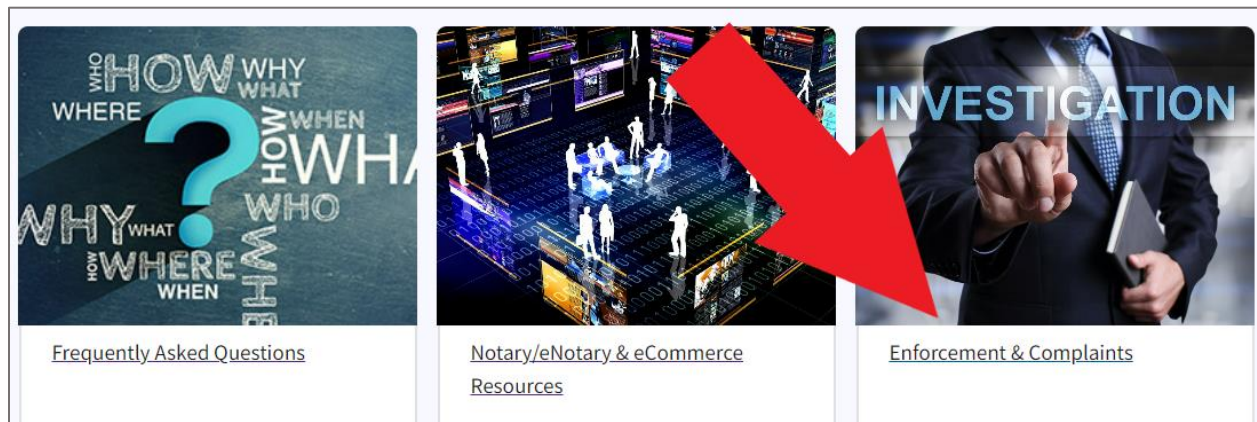 WHO HOW WHY
WHAT
WHERE
HOW WHEN
WHA
WHO
WHY WHAT
HOW WHERE
WHEN
WHE
INVESTIGATION
Frequently Asked Questions
Notary/eNotary & eCommerce
Resources
Enforcement & Complaints